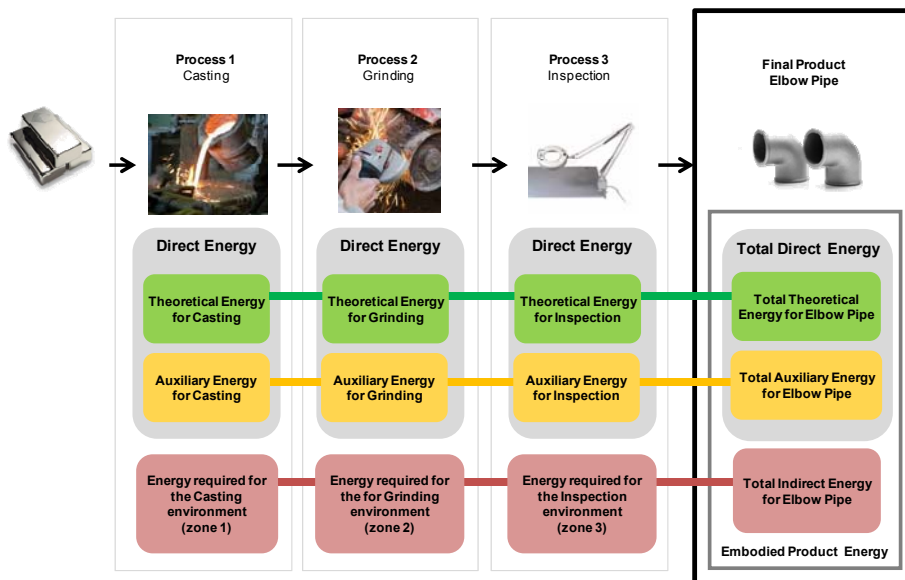 Process 1
Casting
Process 2
Grinding
Process 3
Inspection
Final Product
Elbow Pipe
Direct Energy
Direct Energy
Direct Energy
Total Direct Energy
Theoretical Energy
for Casting
Theoretical Energy
for Grinding
Theoretical Energy
for Inspection
Total Theoretical
Energy for Elbow Pipe
Auxiliary Energy
for Casting
Auxiliary Energy
for Grinding
Auxiliary Energy
for Inspection
Total Auxiliary Energy
for Elbow Pipe
Energy required for
the Casting
environment
(zone 1)
Energy required for
the for Grinding
environment
(zone 2)
Energy required for
the Inspection
environment
(zone 3)
Total Indirect Energy
for Elbow Pipe
Embodied Product Energy